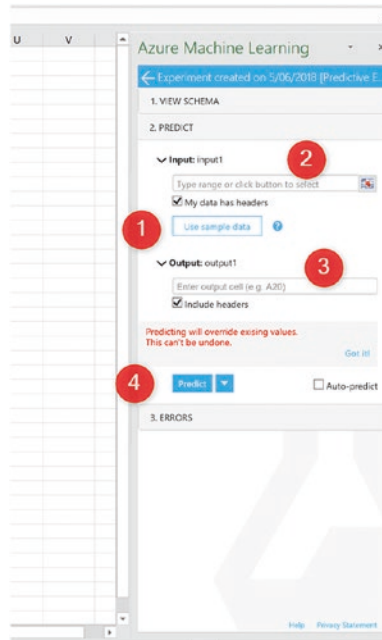 U V
Azure Machine Learning
Experiment created on 5/06/2018 [Predictive E...
1. VIEW SCHEMA
2. PREDICT
Input: input1
2
Type range or click button to select
My data has headers
1
Use sample data
Output: output1
3
Enter output cell (e.g. A20)
Include headers
Predicting will override exising values.
This can't be undone.
Got it!
4
Predict
Auto-predict
3. ERRORS
Help Privacy Statement